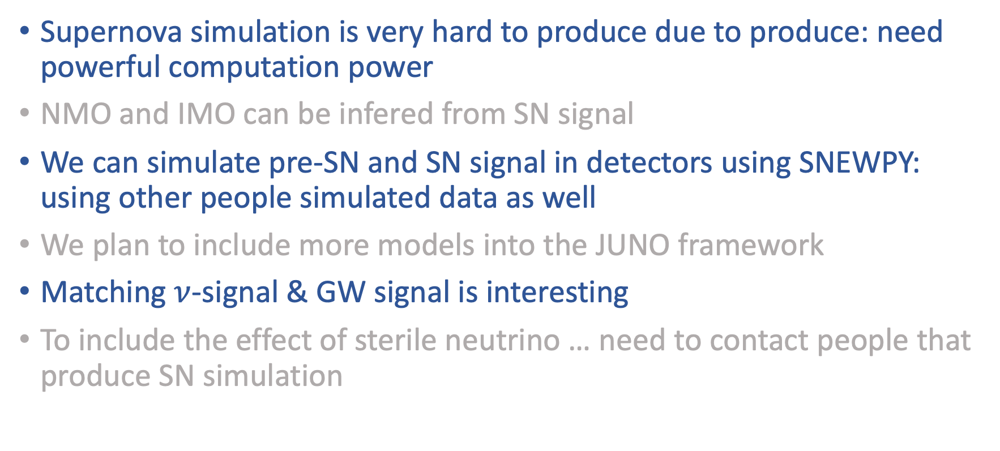 • Supernova simulation is very hard to produce due to produce: need
powerful computation power
• NMO and IMO can be infered from SN signal
• We can simulate pre-SN and SN signal in detectors using SNEWPY:
using other people simulated data as well
• We plan to include more models into the JUNO framework
• Matching ν-signal & GW signal is interesting
• To include the effect of sterile neutrino ... need to contact people that
produce SN simulation